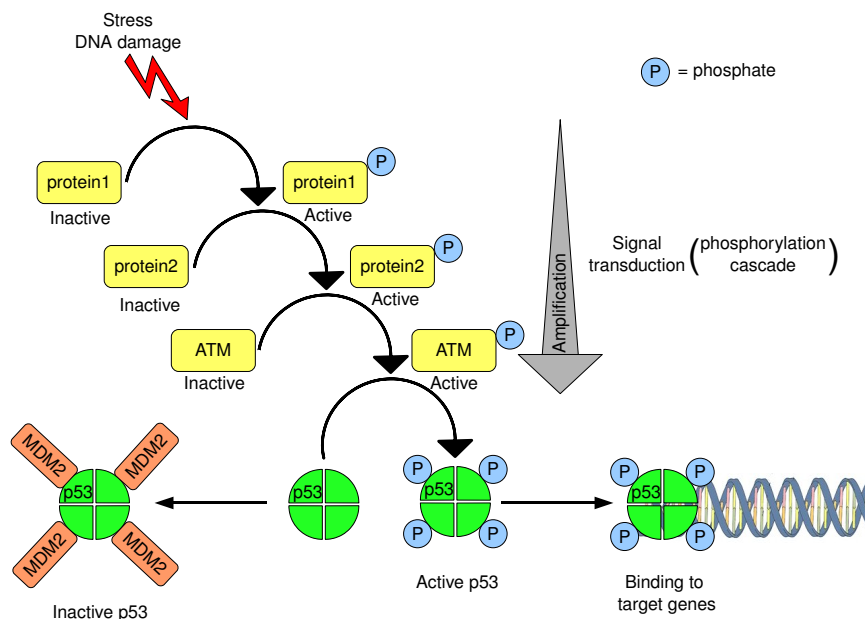 Stress
DNA damage
P = phosphate
protein1
Inactive
protein1
P
Active
protein2
Inactive
protein2
P
Active
Signal
transduction
(phosphorylation
cascade)
Amplification
ATM
Inactive
ATM
P
Active
MDM2
MDM2
MDM2
MDM2
p53
Inactive p53
p53
P
P
p53
P
P
Active p53
P
P
p53
P
P
Binding to
target genes